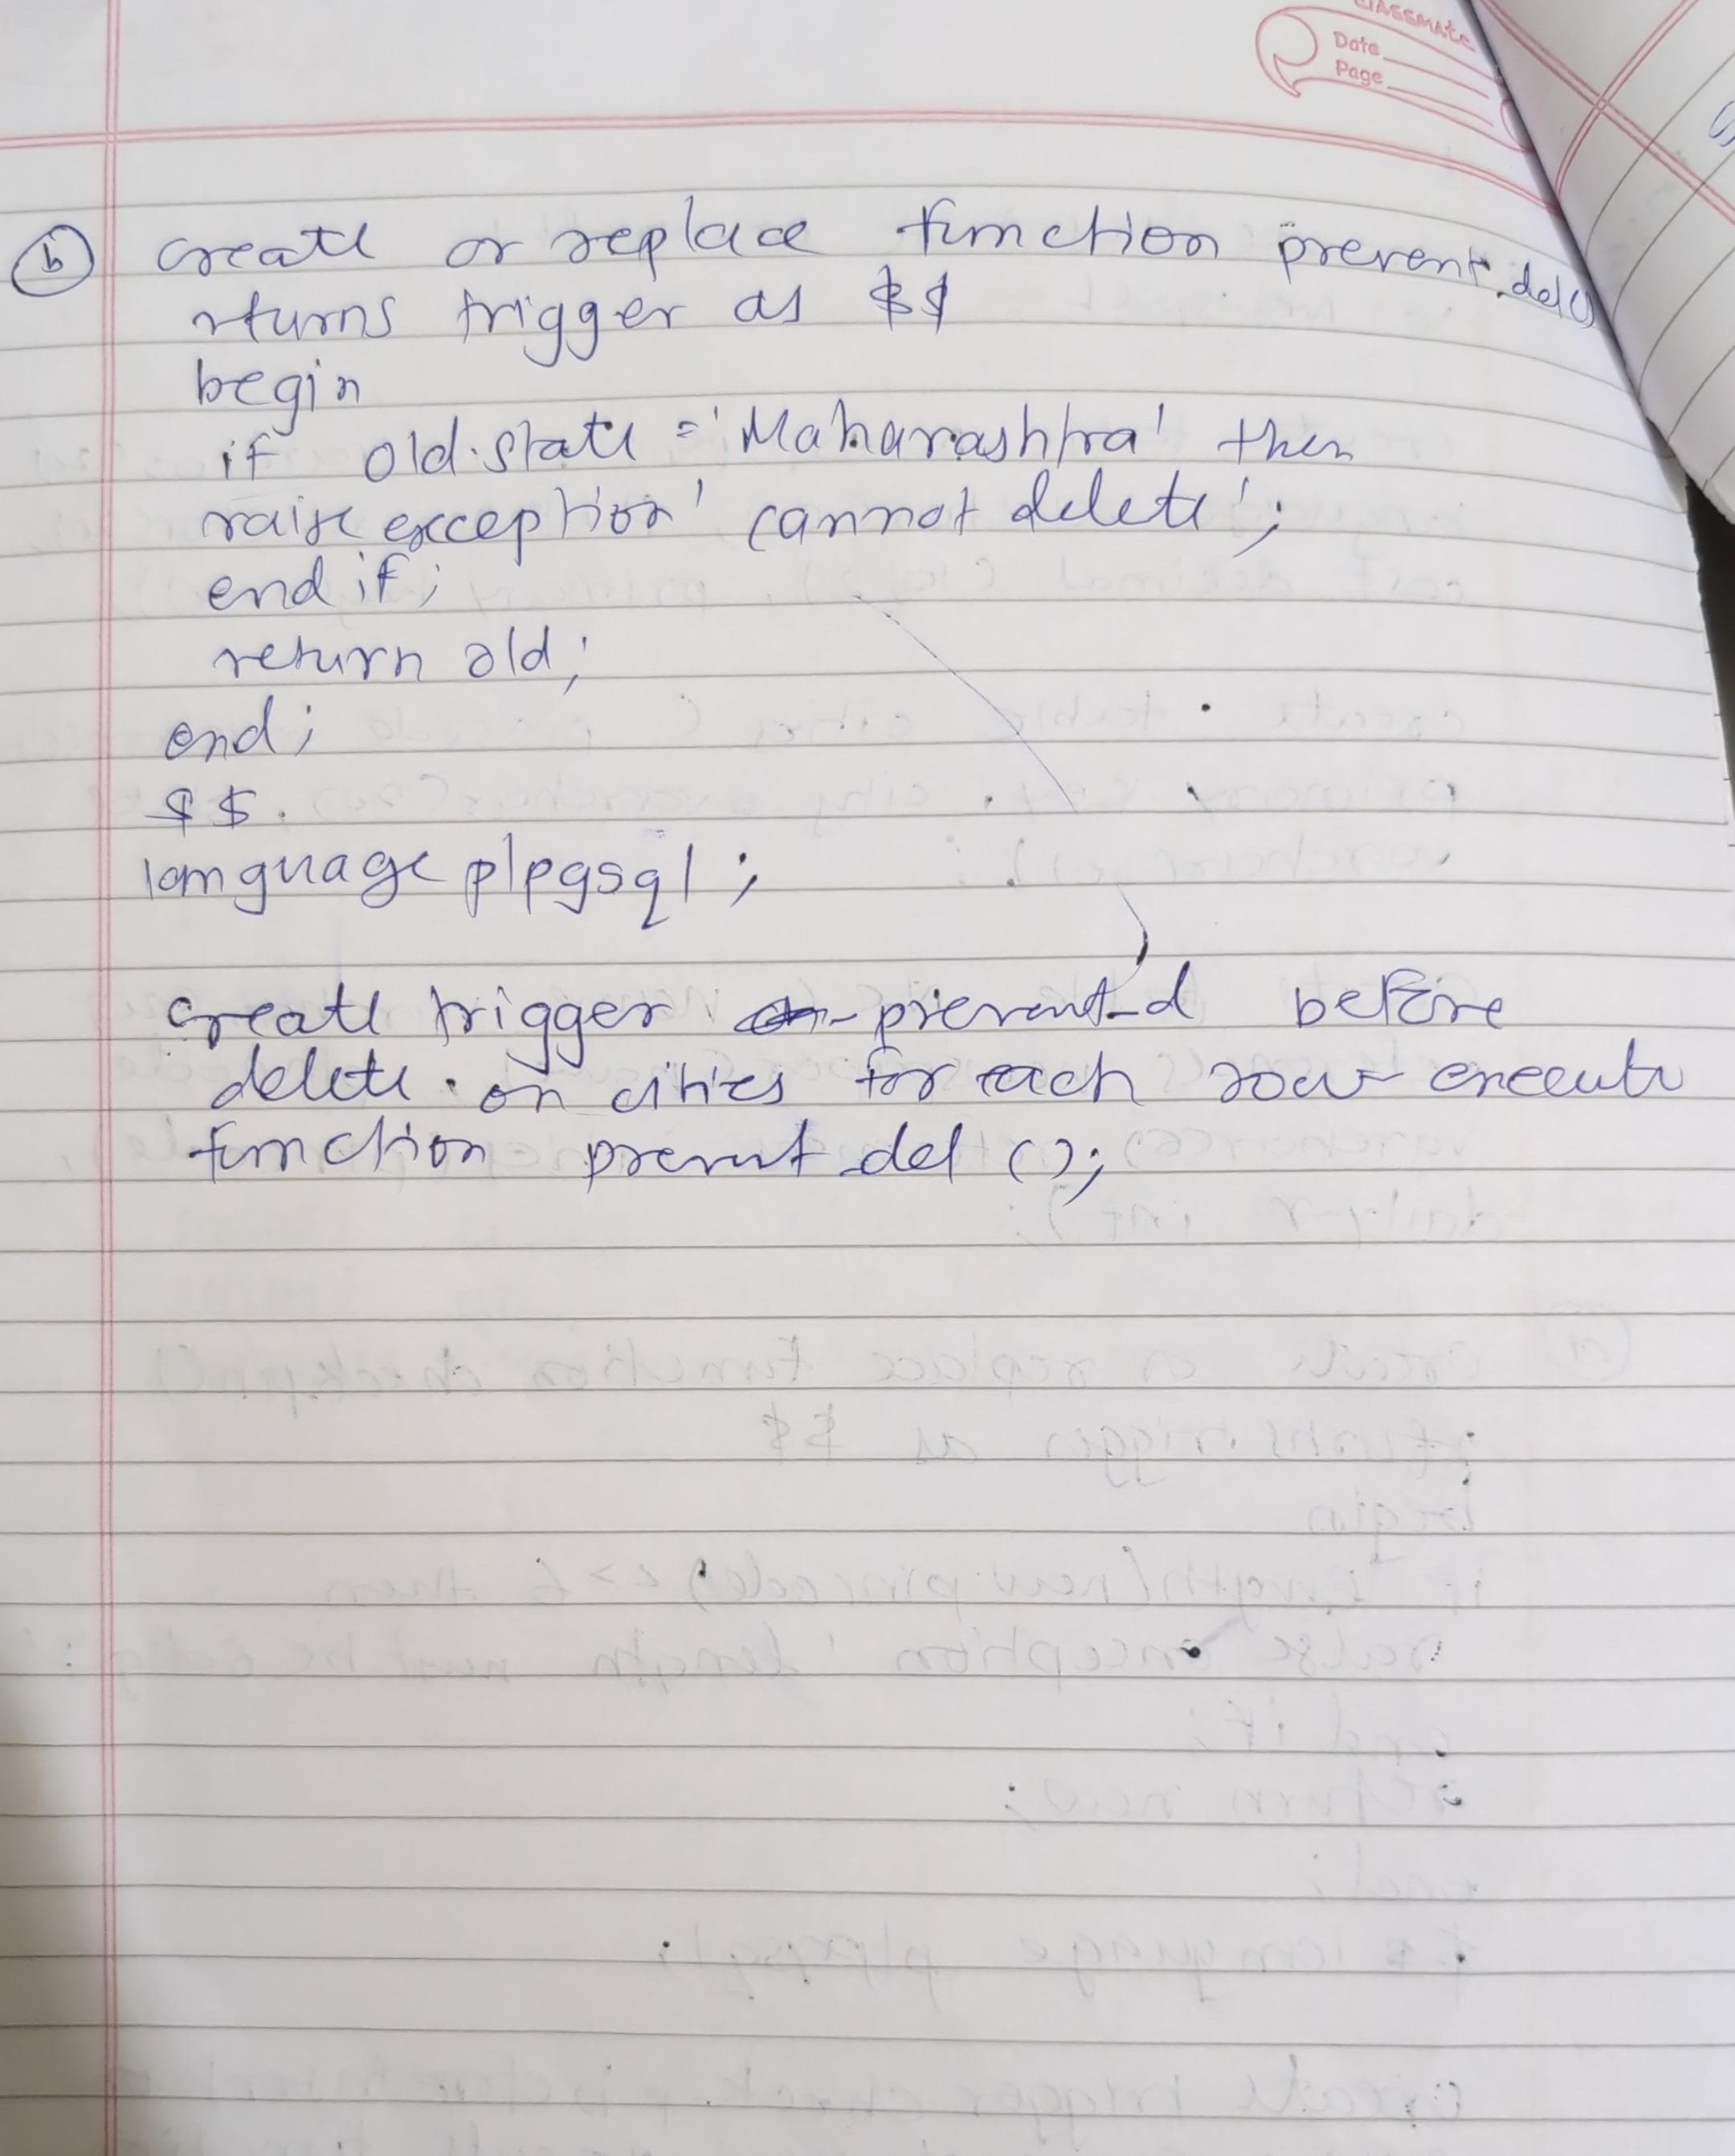 classmate
Date
Page
b create or replace function prevent_del()
returns trigger as $$
begin
if old.state = 'Maharashtra' then
raise exception 'cannot delete';
end if;
return old;
end;
$$
language plpgsql;
create trigger prevent_d before
delete on cities for each row execute
function prevent_del ();